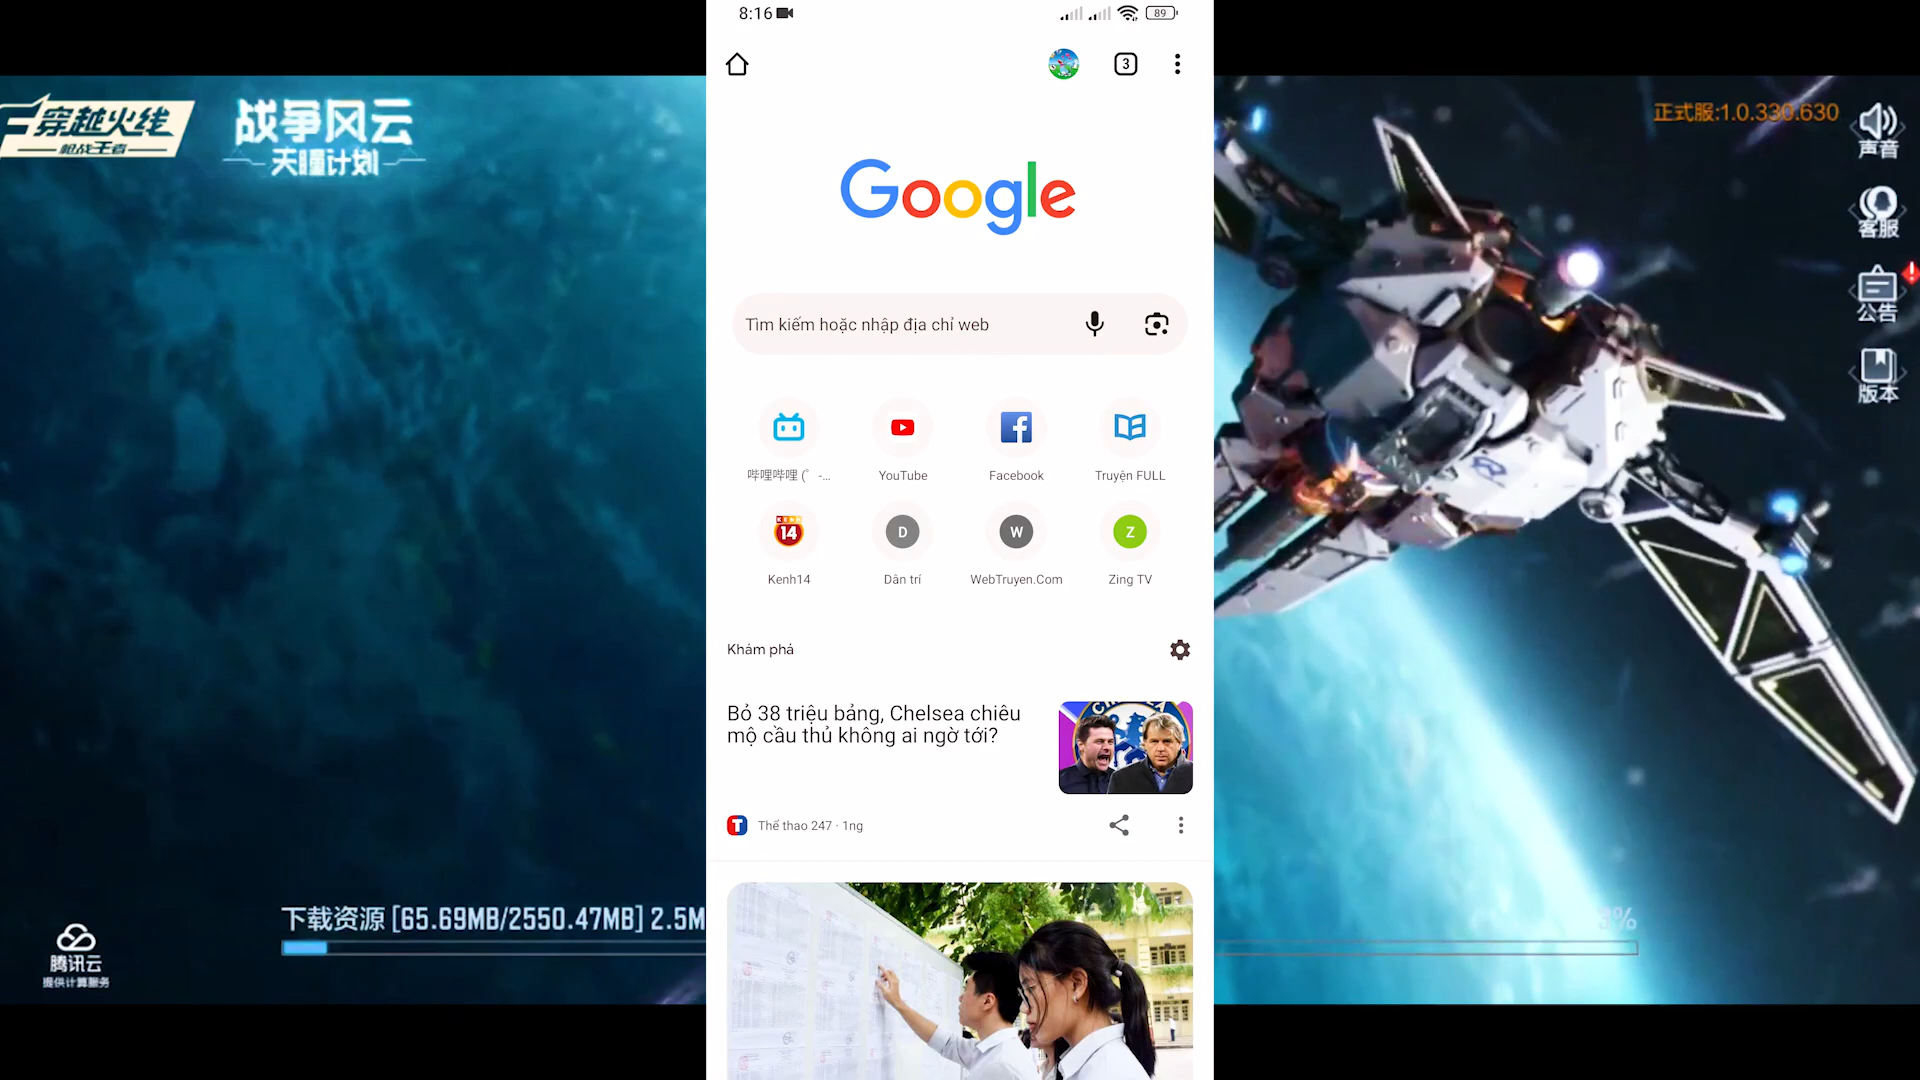 8:16
89
3
穿越火线
枪战王者
战争风云
天瞳计划
正式服:1.0.330.630
声音
客服
公告
版本
Google
Tìm kiếm hoặc nhập địa chỉ web
哔哩哔哩 (゜-...
YouTube
Facebook
Truyện FULL
14
D
W
Z
Kenh14
Dân trí
WebTruyen.Com
Zing TV
Khám phá
Bỏ 38 triệu bảng, Chelsea chiêu
mộ cầu thủ không ai ngờ tới?
T
Thể thao 247 · 1ng
下载资源 [65.69MB/2550.47MB] 2.5M
3%
腾讯云
提供计算服务